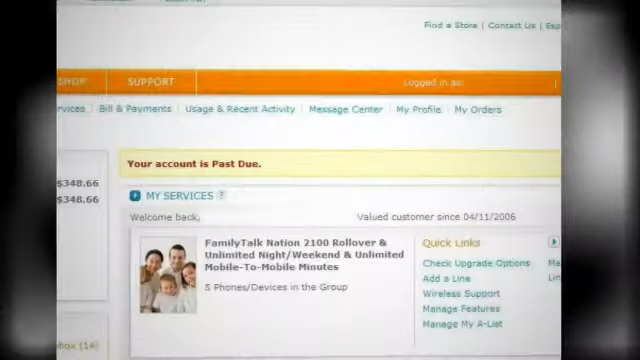 Find a Store | Contact Us | Esp
SHOP
SUPPORT
Logged in as:
rvices | Bill & Payments | Usage & Recent Activity | Message Center | My Profile | My Orders
Your account is Past Due.
$348.66
$348.66
MY SERVICES ?
Welcome back,
Valued customer since 04/11/2006
FamilyTalk Nation 2100 Rollover &
Unlimited Night/Weekend & Unlimited
Mobile-To-Mobile Minutes
5 Phones/Devices in the Group
Quick Links
Check Upgrade Options
Add a Line
Wireless Support
Manage Features
Manage My A-List
Ma
Lin
box (14)